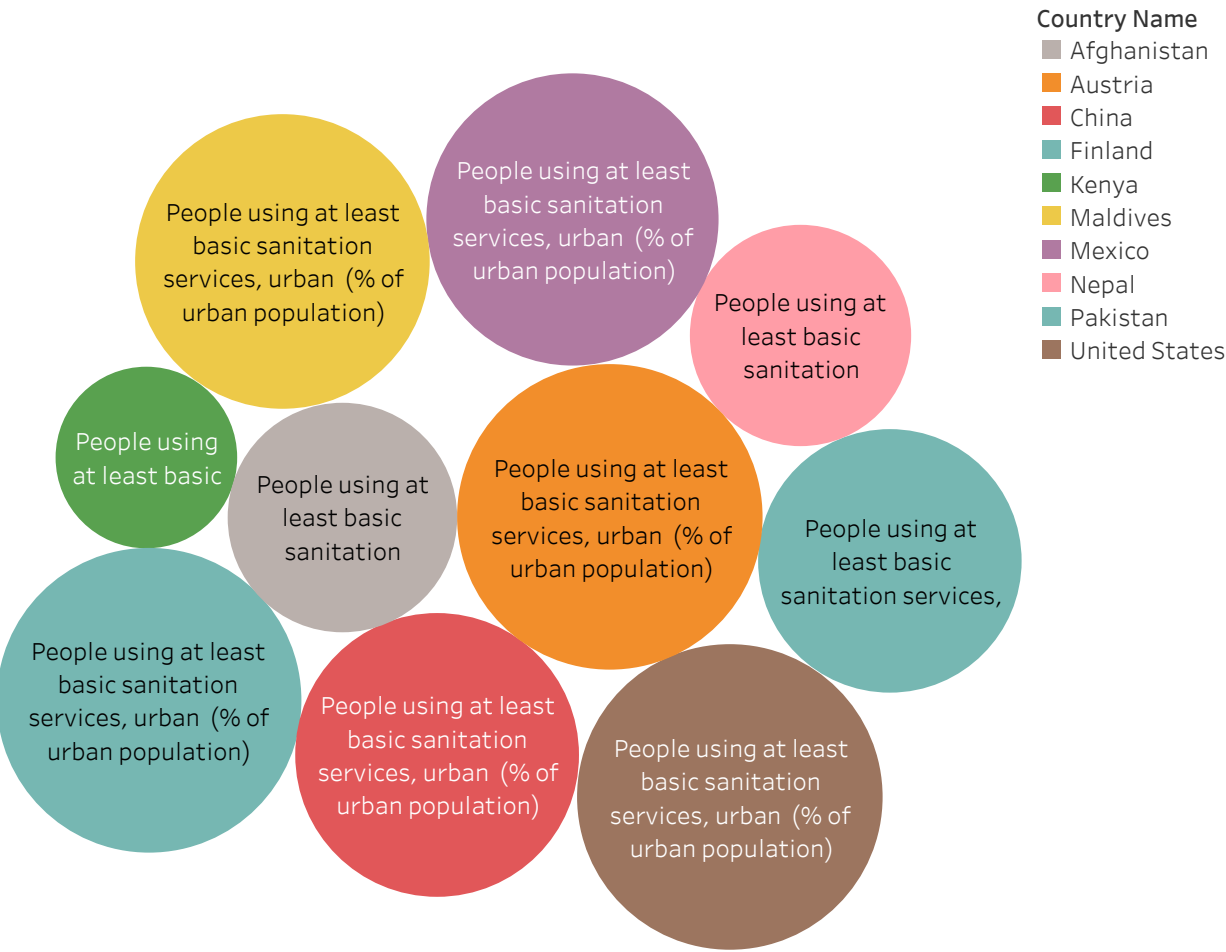 People using at least
basic sanitation
services, urban (% of
urban population)
People using at least
basic sanitation
services, urban (% of
urban population)
People using at
least basic
sanitation
People using
at least basic
People using at
least basic
sanitation
People using at least
basic sanitation
services, urban (% of
urban population)
People using at
least basic
sanitation services,
People using at least
basic sanitation
services, urban (% of
urban population)
People using at least
basic sanitation
services, urban (% of
urban population)
People using at least
basic sanitation
services, urban (% of
urban population)
Country Name
Afghanistan
Austria
China
Finland
Kenya
Maldives
Mexico
Nepal
Pakistan
United States